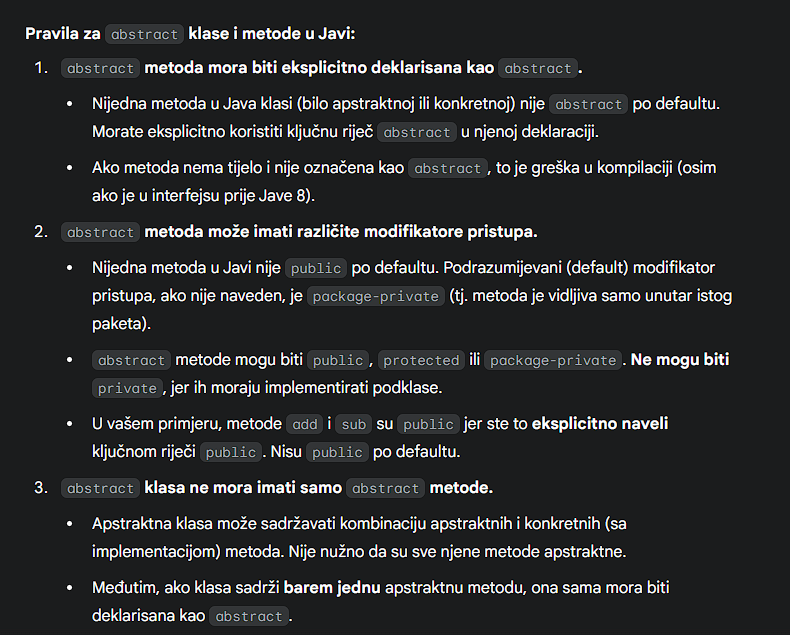 Pravila za abstract klase i metode u Javi:
1. abstract metoda mora biti eksplicitno deklarisana kao abstract.
• Nijedna metoda u Java klasi (bilo apstraktnoj ili konkretnoj) nije abstract po defaultu.
Morate eksplicitno koristiti ključnu riječ abstract u njenoj deklaraciji.
• Ako metoda nema tijelo i nije označena kao abstract, to je greška u kompilaciji (osim
ako je u interfejsu prije Jave 8).
2. abstract metoda može imati različite modifikatore pristupa.
• Nijedna metoda u Javi nije public po defaultu. Podrazumijevani (default) modifikator
pristupa, ako nije naveden, je package-private (tj. metoda je vidljiva samo unutar istog
paketa).
• abstract metode mogu biti public, protected ili package-private. Ne mogu biti
private, jer ih moraju implementirati podklase.
• U vašem primjeru, metode add i sub su public jer ste to eksplicitno naveli
ključnom riječi public. Nisu public po defaultu.
3. abstract klasa ne mora imati samo abstract metode.
• Apstraktna klasa može sadržavati kombinaciju apstraktnih i konkretnih (sa
implementacijom) metoda. Nije nužno da su sve njene metode apstraktne.
• Međutim, ako klasa sadrži barem jednu apstraktnu metodu, ona sama mora biti
deklarisana kao abstract.